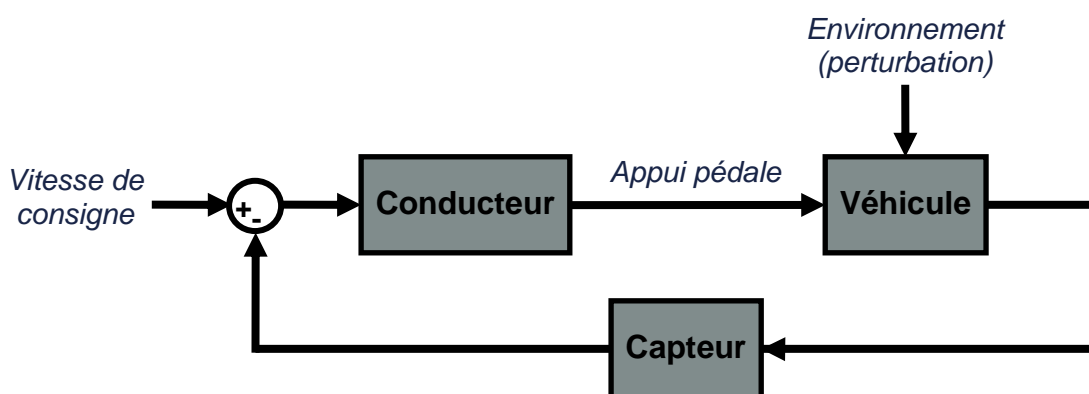 Environnement
(perturbation)
Vitesse de
consigne
+
-
Conducteur
Appui pédale
Véhicule
Capteur